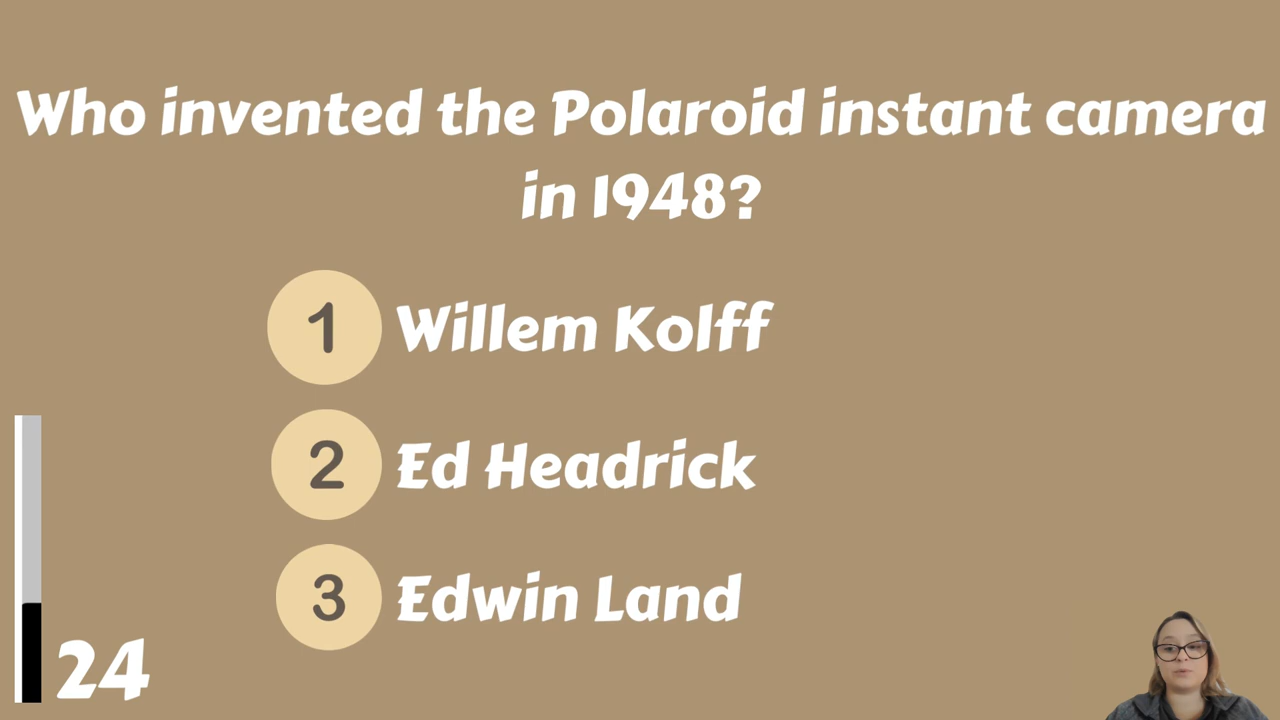 Who invented the Polaroid instant camera
in 1948?
1 Willem Kolff
2 Ed Headrick
3 Edwin Land
24